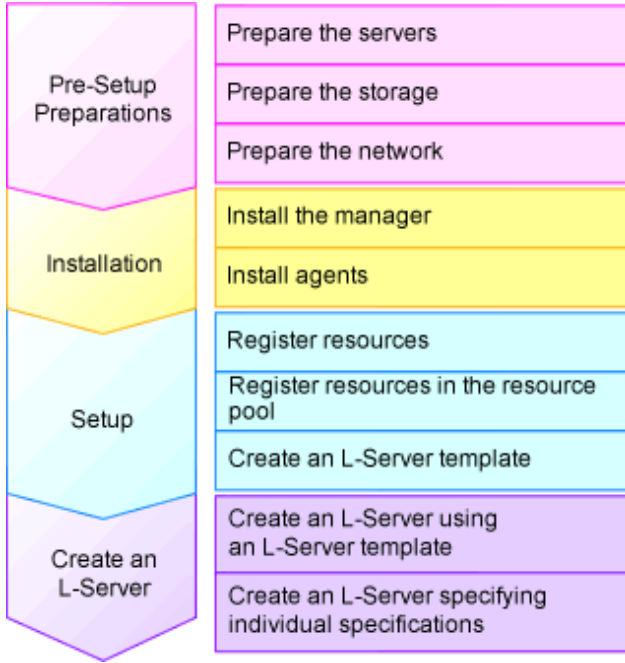 Pre-Setup
Preparations
Prepare the servers
Prepare the storage
Prepare the network
Installation
Install the manager
Install agents
Setup
Register resources
Register resources in the resource
pool
Create an L-Server template
Create an
L-Server
Create an L-Server using
an L-Server template
Create an L-Server specifying
individual specifications